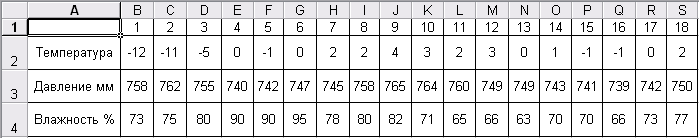 A B C D E F G H I J K L M N O P Q R S
1 1 2 3 4 5 6 7 8 9 10 11 12 13 14 15 16 17 18
2 Температура -12 -11 -5 0 -1 0 2 2 4 3 2 3 0 1 -1 -1 0 2
3 Давление мм 758 762 755 740 742 747 745 758 765 764 760 749 749 743 741 739 742 750
4 Влажность % 73 75 80 90 90 95 78 80 82 71 65 66 63 70 70 66 73 77